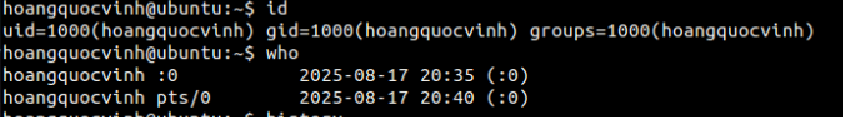 hoangquocvinh@ubuntu:~$ id
uid=1000(hoangquocvinh) gid=1000(hoangquocvinh) groups=1000(hoangquocvinh)
hoangquocvinh@ubuntu:~$ who
hoangquocvinh :0           2025-08-17 20:35 (:0)
hoangquocvinh pts/0        2025-08-17 20:40 (:0)